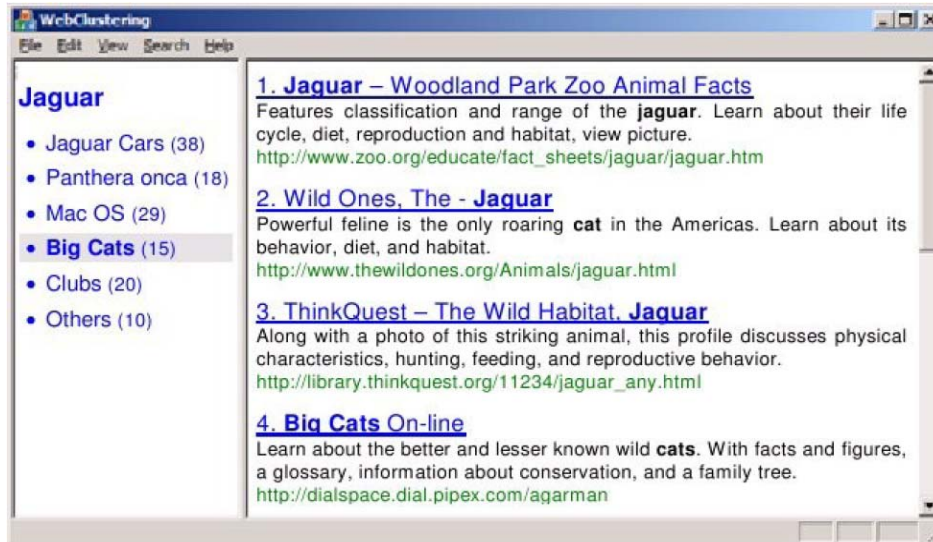 WebClustering
File Edit View Search Help
Jaguar
• Jaguar Cars (38)
• Panthera onca (18)
• Mac OS (29)
• Big Cats (15)
• Clubs (20)
• Others (10)
1. Jaguar – Woodland Park Zoo Animal Facts
Features classification and range of the jaguar. Learn about their life
cycle, diet, reproduction and habitat, view picture.
http://www.zoo.org/educate/fact_sheets/jaguar/jaguar.htm
2. Wild Ones, The - Jaguar
Powerful feline is the only roaring cat in the Americas. Learn about its
behavior, diet, and habitat.
http://www.thewildones.org/Animals/jaguar.html
3. ThinkQuest – The Wild Habitat, Jaguar
Along with a photo of this striking animal, this profile discusses physical
characteristics, hunting, feeding, and reproductive behavior.
http://library.thinkquest.org/11234/jaguar_any.html
4. Big Cats On-line
Learn about the better and lesser known wild cats. With facts and figures,
a glossary, information about conservation, and a family tree.
http://dialspace.dial.pipex.com/agarman